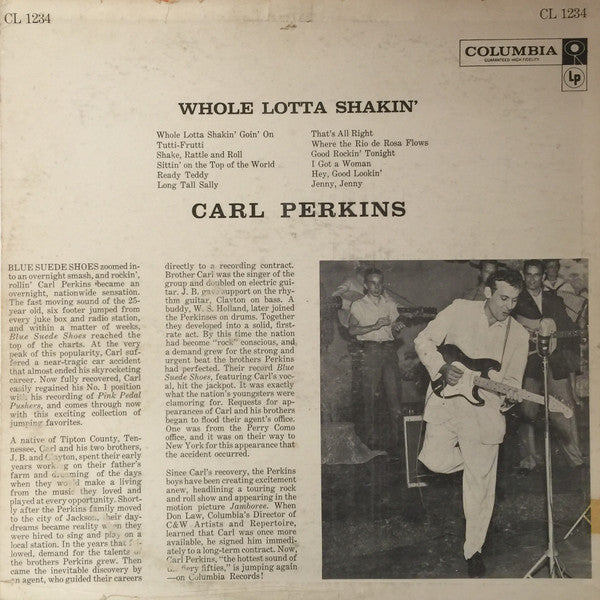 CL 1234
CL 1234
COLUMBIA
GUARANTEED HIGH FIDELITY
Lp
WHOLE LOTTA SHAKIN'
Whole Lotta Shakin' Goin' On
Tutti-Frutti
Shake, Rattle and Roll
Sittin' on the Top of the World
Ready Teddy
Long Tall Sally
That's All Right
Where the Rio de Rosa Flows
Good Rockin' Tonight
I Got a Woman
Hey, Good Lookin'
Jenny, Jenny
CARL PERKINS
BLUE SUEDE SHOES zoomed in-
to an overnight smash, and rockin',
rollin' Carl Perkins became an
overnight, nationwide sensation.
The fast moving sound of the 25-
year old, six footer jumped from
every juke box and radio station,
and within a matter of weeks,
Blue Suede Shoes reached the
top of the charts. At the very
peak of this popularity, Carl suf-
fered a near-tragic car accident
that almost ended his skyrocketing
career. Now fully recovered, Carl
easily regained his No. 1 position
with his recording of Pink Pedal
Pushers, and comes through now
with this exciting collection of
jumping favorites.
A native of Tipton County, Ten-
nessee, Carl and his two brothers,
J. B. and Clayton, spent their early
years working on their father's
farm and dreaming of the days
when they would make a living
from the music they loved and
played at every opportunity. Short-
ly after the Perkins family moved
to the city of Jackson, their day-
dreams became reality when they
were hired to sing and play on a
local station. In the years that fol-
lowed, demand for the talents of
the brothers Perkins grew. Then
came the inevitable discovery by
an agent, who guided their careers
directly to a recording contract.
Brother Carl was the singer of the
group and doubled on electric gui-
tar. J. B. gave support on the rhy-
thm guitar, Clayton on bass. A
buddy, W. S. Holland, later joined
the Perkinses on drums. Together
they developed into a solid, first-
rate act. By this time the nation
had become "rock" conscious, and
a demand grew for the strong and
urgent beat the brothers Perkins
had perfected. Their record Blue
Suede Shoes, featuring Carl's vo-
cal, hit the jackpot. It was exactly
what the nation's youngsters were
clamoring for. Requests for ap-
pearances of Carl and his brothers
began to flood their agent's office.
One was from the Perry Como
office, and it was on their way to
New York for this appearance that
the accident occurred.
Since Carl's recovery, the Perkins
boys have been creating excitement
anew, headlining a touring rock
and roll show and appearing in the
motion picture Jamboree. When
Don Law, Columbia's Director of
C&W Artists and Repertoire,
learned that Carl was once more
available, he signed him immedi-
ately to a long-term contract. Now,
Carl Perkins, "the hottest sound of
the fiery fifties," is jumping again
—on Columbia Records!